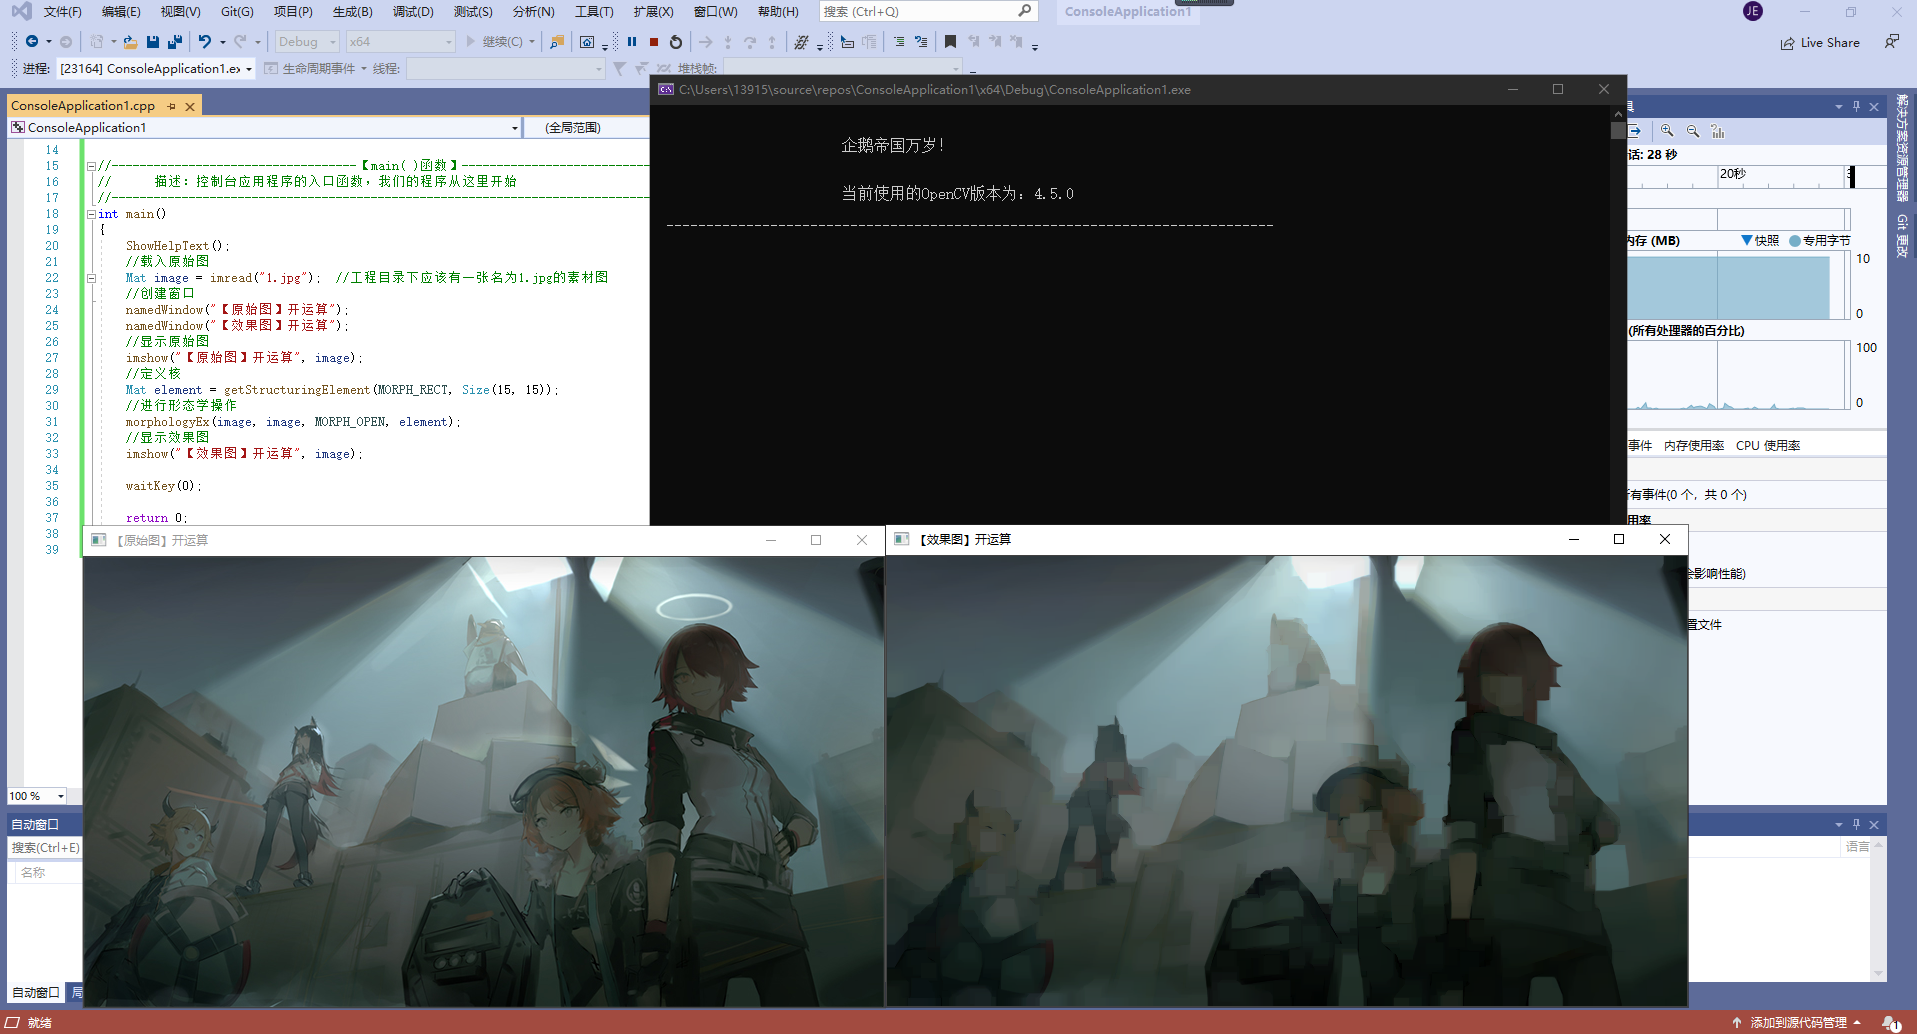 文件(F) 编辑(E) 视图(V) Git(G) 项目(P) 生成(B) 调试(D) 测试(S) 分析(N) 工具(T) 扩展(X) 窗口(W) 帮助(H) 搜索 (Ctrl+Q) ConsoleApplication1 JE
Debug x64 继续(C) Live Share
进程: [23164] ConsoleApplication1.ex 生命周期事件 线程: 堆栈帧:
ConsoleApplication1.cpp
ConsoleApplication1 (全局范围)
14
15 //-----------------------------------【main( )函数】--------------------------
16 // 描述：控制台应用程序的入口函数，我们的程序从这里开始
17 //-----------------------------------------------------------------------------
18 int main()
19 {
20 ShowHelpText();
21 //载入原始图
22 Mat image = imread("1.jpg"); //工程目录下应该有一张名为1.jpg的素材图
23 //创建窗口
24 namedWindow("【原始图】开运算");
25 namedWindow("【效果图】开运算");
26 //显示原始图
27 imshow("【原始图】开运算", image);
28 //定义核
29 Mat element = getStructuringElement(MORPH_RECT, Size(15, 15));
30 //进行形态学操作
31 morphologyEx(image, image, MORPH_OPEN, element);
32 //显示效果图
33 imshow("【效果图】开运算", image);
34
35 waitKey(0);
36
37 return 0;
38
39
C:\Users\13915\source\repos\ConsoleApplication1\x64\Debug\ConsoleApplication1.exe
企鹅帝国万岁!
当前使用的OpenCV版本为：4.5.0
----------------------------------------------------------------------------
具
话: 28 秒
20秒
内存 (MB) 快照 专用字节
10
0
(所有处理器的百分比)
100
0
事件 内存使用率 CPU 使用率
所有事件(0 个，共 0 个)
用率
会影响性能)
置文件
解决方案资源管理器
Git 更改
【原始图】开运算
【效果图】开运算
100 %
自动窗口
搜索(Ctrl+E)
名称
语言
自动窗口 局
就绪 添加到源代码管理 1